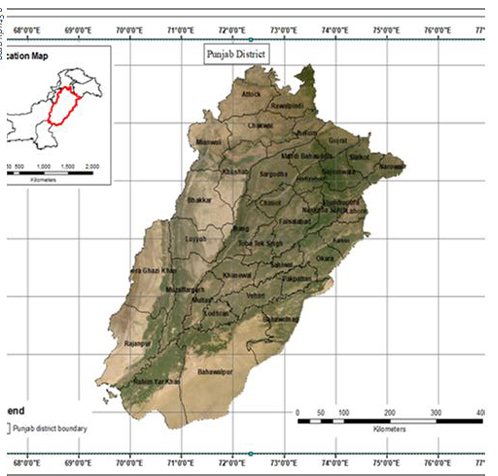 68°0'0"E 69°0'0"E 70°0'0"E 71°0'0"E 72°0'0"E 73°0'0"E 74°0'0"E 75°0'0"E 76°0'0"E 77°
Punjab District
cation Map
500 1,000 1,500 2,000
Kilometers
Attock
Rawalpindi
Chakwal
Jhelum
Gujrat
Mianwali
Mandi Bahauddin
Sialkot
Narowal
Khushab
Sargodha
Gujranwala
Hafizabad
Bhakkar
Chiniot
Sheikhupura
Nankana Sahib Lahore
Faisalabad
Jhang
Layyah
Toba Tek Singh
Kasur
Okara
era Ghazi Khan
Khanewal
Sahiwal
Pakpattan
Muzaffargarh
Multan
Vehari
Lodhran
Bahawalnagar
Rajanpur
Bahawalpur
Rahim Yar Khan
end
Punjab district boundary
0 50 100 200 300 40
Kilometers
68°0'0"E 69°0'0"E 70°0'0"E 71°0'0"E 72°0'0"E 73°0'0"E 74°0'0"E 75°0'0"E 76°0'0"E 77°